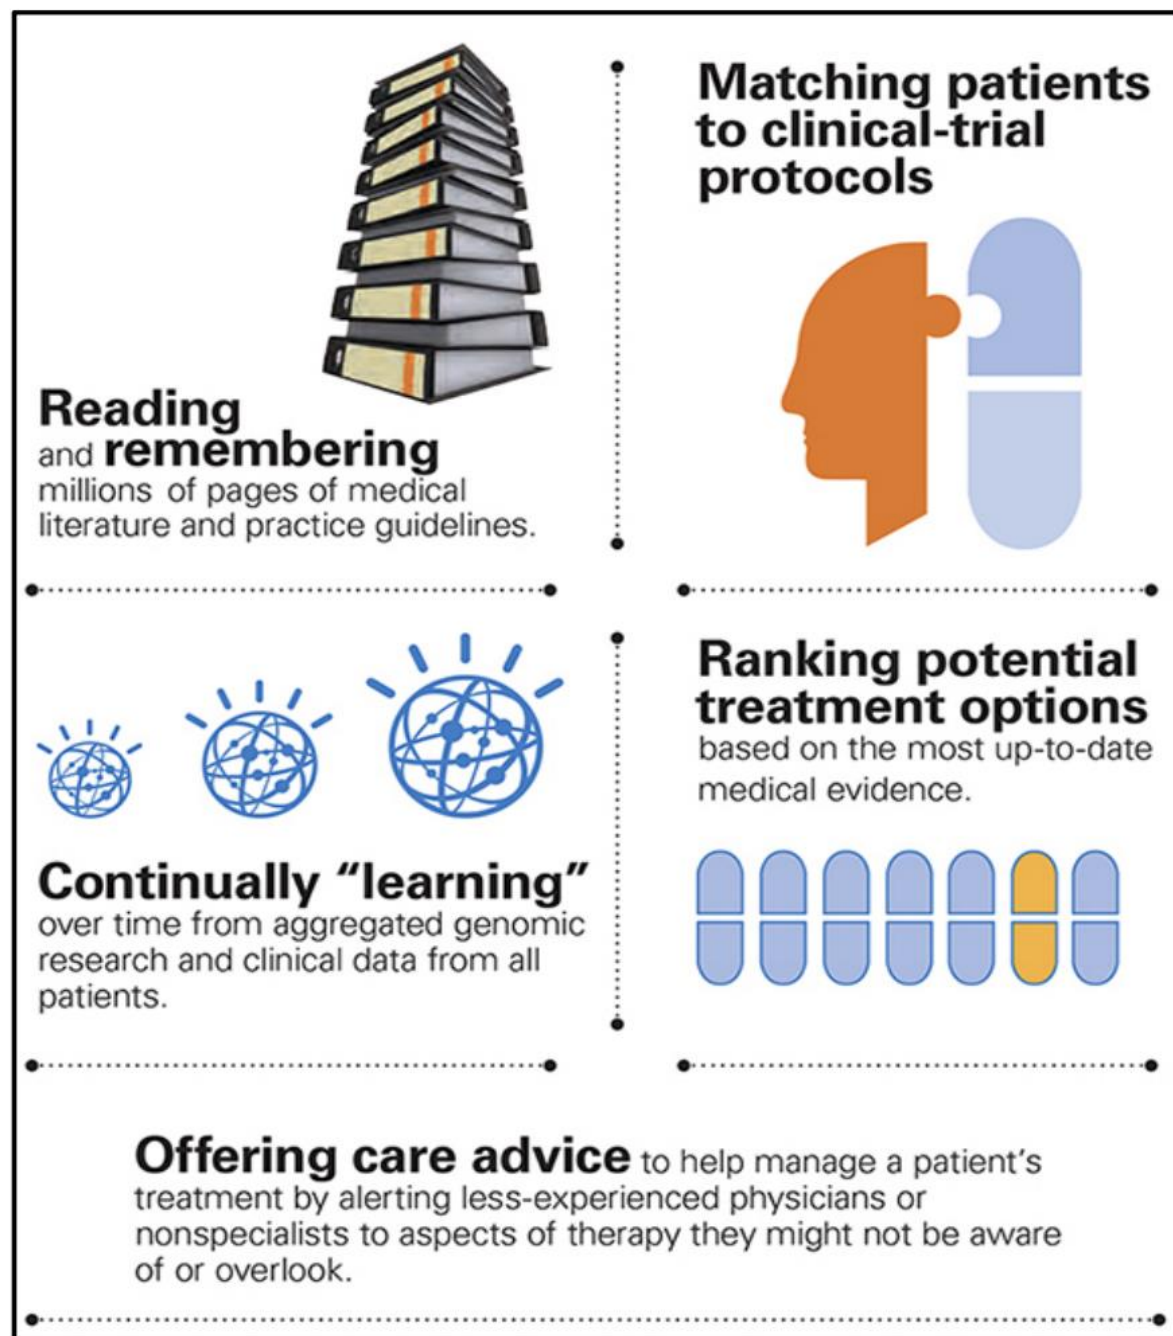 Matching patients
to clinical-trial
protocols
Reading
and remembering
millions of pages of medical
literature and practice guidelines.
Ranking potential
treatment options
based on the most up-to-date
medical evidence.
Continually “learning”
over time from aggregated genomic
research and clinical data from all
patients.
Offering care advice to help manage a patient’s
treatment by alerting less-experienced physicians or
nonspecialists to aspects of therapy they might not be aware
of or overlook.